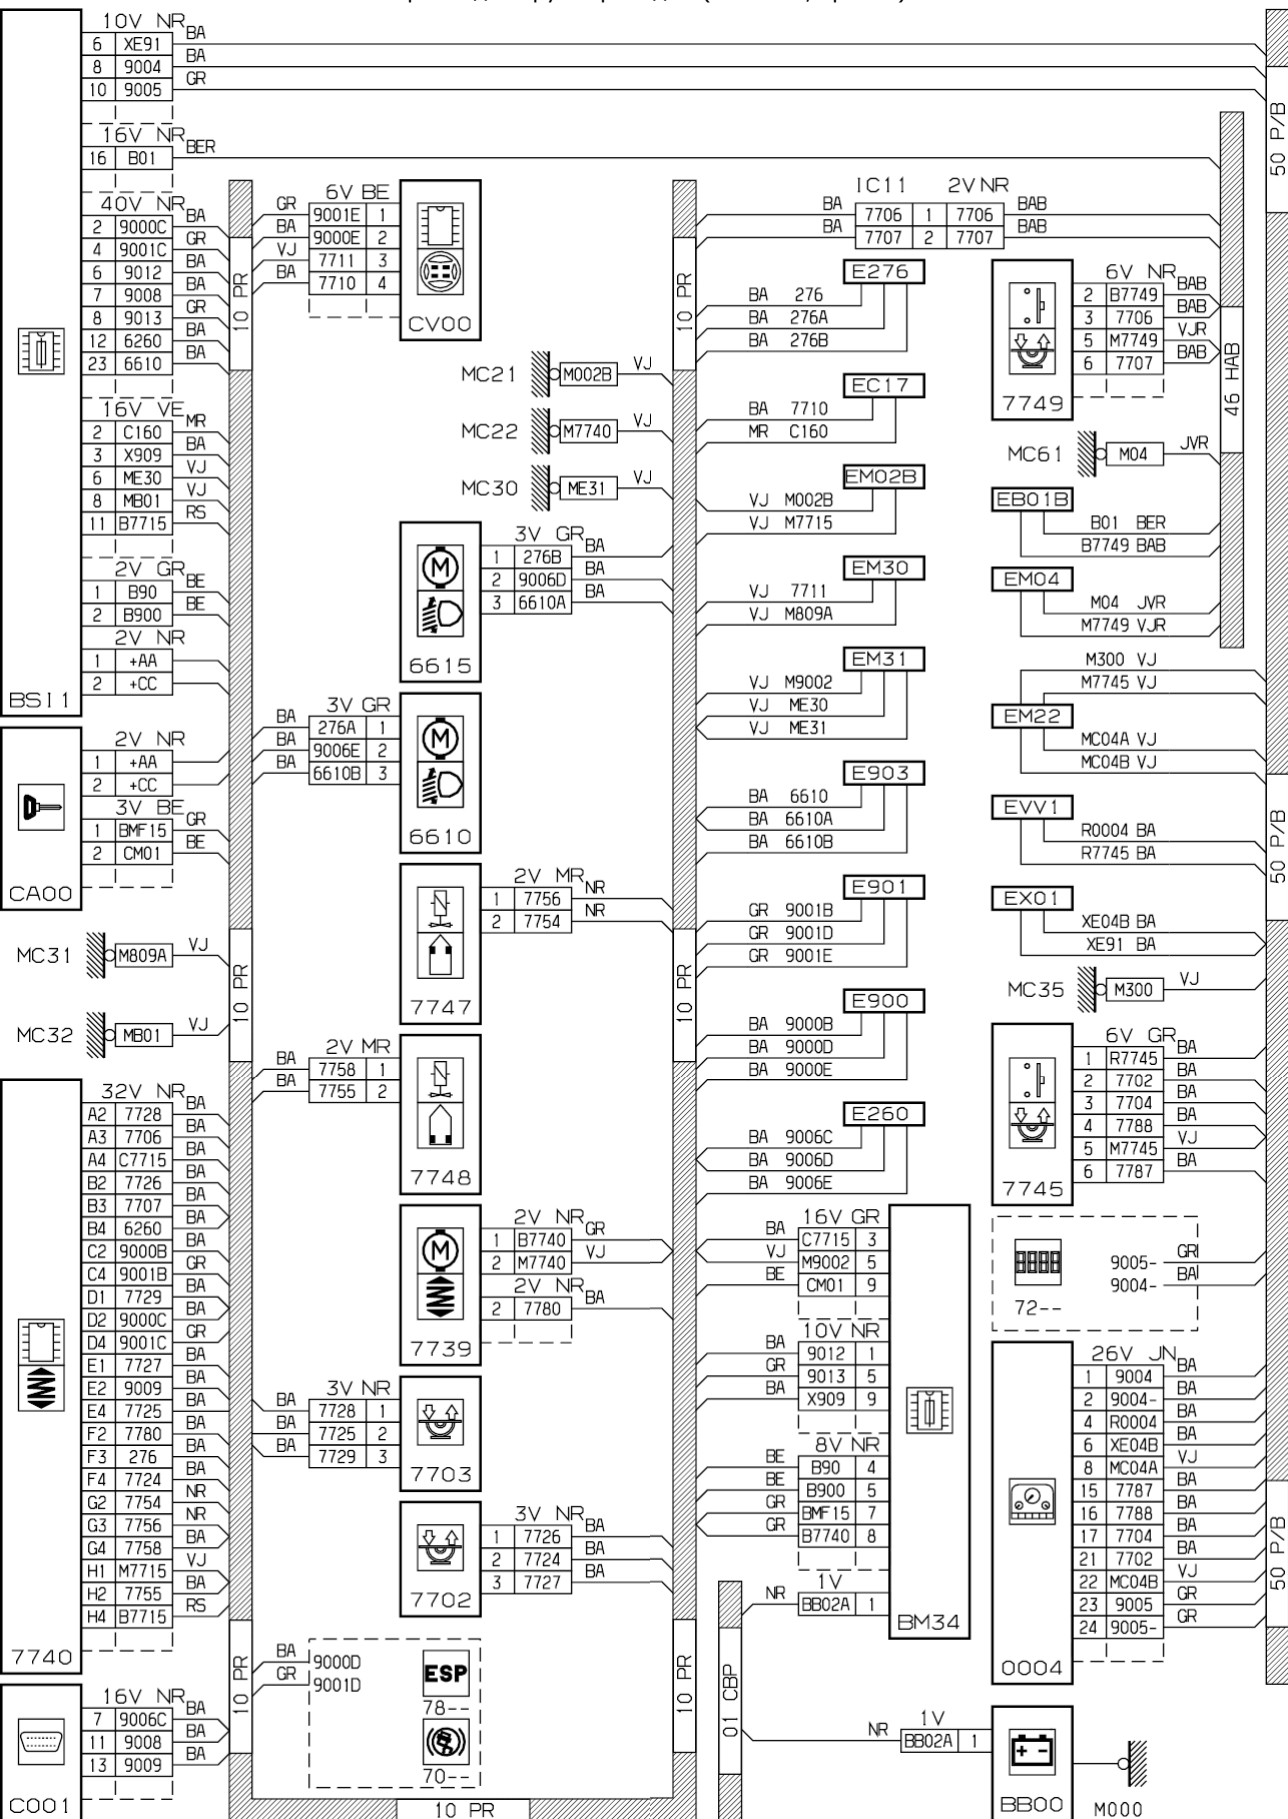 10V NR
6 XE91 BA
8 9004 BA
10 9005 GR
16V NR
16 B01 BER
40V NR
2 9000C BA
4 9001C GR
6 9012 BA
7 9008 BA
8 9013 GR
12 6260 BA
23 6610 BA
16V VE
2 C160 MR
3 X909 BA
6 ME30 VJ
8 MB01 VJ
11 B7715 RS
2V GR
1 B90 BE
2 B900 BE
2V NR
1 +AA
2 +CC
BSI1
2V NR
1 +AA
2 +CC
3V BE
1 BMF15 GR
2 CM01 BE
CA00
MC31 M809A VJ
MC32 MB01 VJ
32V NR
A2 7728 BA
A3 7706 BA
A4 C7715 BA
B2 7726 BA
B3 7707 BA
B4 6260 BA
C2 9000B BA
C4 9001B GR
D1 7729 BA
D2 9000C BA
D4 9001C GR
E1 7727 BA
E2 9009 BA
E4 7725 BA
F2 7780 BA
F3 276 BA
F4 7724 BA
G2 7754 NR
G3 7756 NR
G4 7758 BA
H1 M7715 VJ
H2 7755 BA
H4 B7715 RS
7740
16V NR
7 9006C BA
11 9008 BA
13 9009 BA
C001
10 PR
10 PR
10 PR
6V BE
GR 9001E 1
BA 9000E 2
VJ 7711 3
BA 7710 4
CV00
MC21 M002B VJ
MC22 M7740 VJ
MC30 ME31 VJ
3V GR
1 276B BA
2 9006D BA
3 6610A BA
6615
3V GR
BA 276A 1
BA 9006E 2
BA 6610B 3
6610
2V MR
1 7756 NR
2 7754 NR
7747
2V MR
BA 7758 1
BA 7755 2
7748
2V NR
1 B7740 GR
2 M7740 VJ
2V NR
2 7780 BA
7739
3V NR
BA 7728 1
BA 7725 2
BA 7729 3
7703
3V NR
1 7726 BA
2 7724 BA
3 7727 BA
7702
BA 9000D
GR 9001D
ESP
78--
70--
10 PR
10 PR
10 PR
10 PR
IC11 2V NR
BA 7706 1 7706 BAB
BA 7707 2 7707 BAB
E276
BA 276
BA 276A
BA 276B
EC17
BA 7710
MR C160
EM02B
VJ M002B
VJ M7715
EM30
VJ 7711
VJ M809A
EM31
VJ M9002
VJ ME30
VJ ME31
E903
BA 6610
BA 6610A
BA 6610B
E901
GR 9001B
GR 9001D
GR 9001E
E900
BA 9000B
BA 9000D
BA 9000E
E260
BA 9006C
BA 9006D
BA 9006E
16V GR
BA C7715 3
VJ M9002 5
BE CM01 9
10V NR
BA 9012 1
GR 9013 5
BA X909 9
8V NR
BE B90 4
BE B900 5
GR BMF15 7
GR B7740 8
1V
NR BB02A 1
BM34
01 CBP
1V
NR BB02A 1
BB00
M000
6V NR
2 B7749 BAB
3 7706 BAB
5 M7749 VJR
6 7707 BAB
7749
MC61 M04 JVR
EB01B
B01 BER
B7749 BAB
EM04
M04 JVR
M7749 VJR
46 HAB
M300 VJ
M7745 VJ
EM22
MC04A VJ
MC04B VJ
EVV1
R0004 BA
R7745 BA
EX01
XE04B BA
XE91 BA
MC35 M300 VJ
6V GR
1 R7745 BA
2 7702 BA
3 7704 BA
4 7788 BA
5 M7745 VJ
6 7787 BA
7745
9005- GR
9004- BA
72--
26V JN
1 9004 BA
2 9004- BA
4 R0004 BA
6 XE04B BA
8 MC04A VJ
15 7787 BA
16 7788 BA
17 7704 BA
21 7702 BA
22 MC04B VJ
23 9005 GR
24 9005- GR
0004
50 P/B
50 P/B
50 P/B